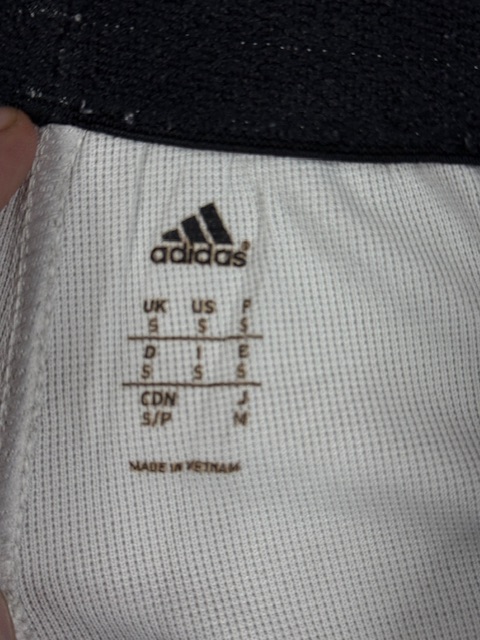 adidas®
UK US F
S S S
D I E
S S S
CDN J
S/P M
MADE IN VIETNAM